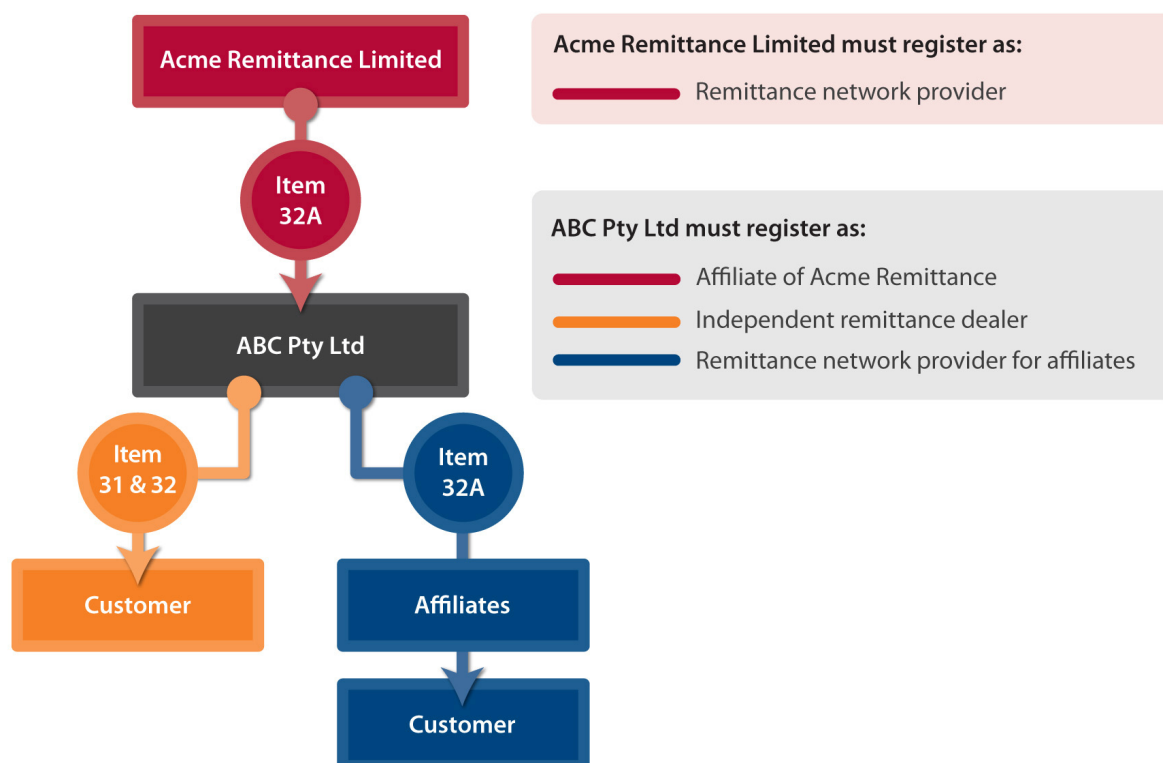 Acme Remittance Limited
Acme Remittance Limited must register as:
Remittance network provider
Item
32A
ABC Pty Ltd must register as:
Affiliate of Acme Remittance
Independent remittance dealer
Remittance network provider for affiliates
ABC Pty Ltd
Item
31 & 32
Item
32A
Customer
Affiliates
Customer